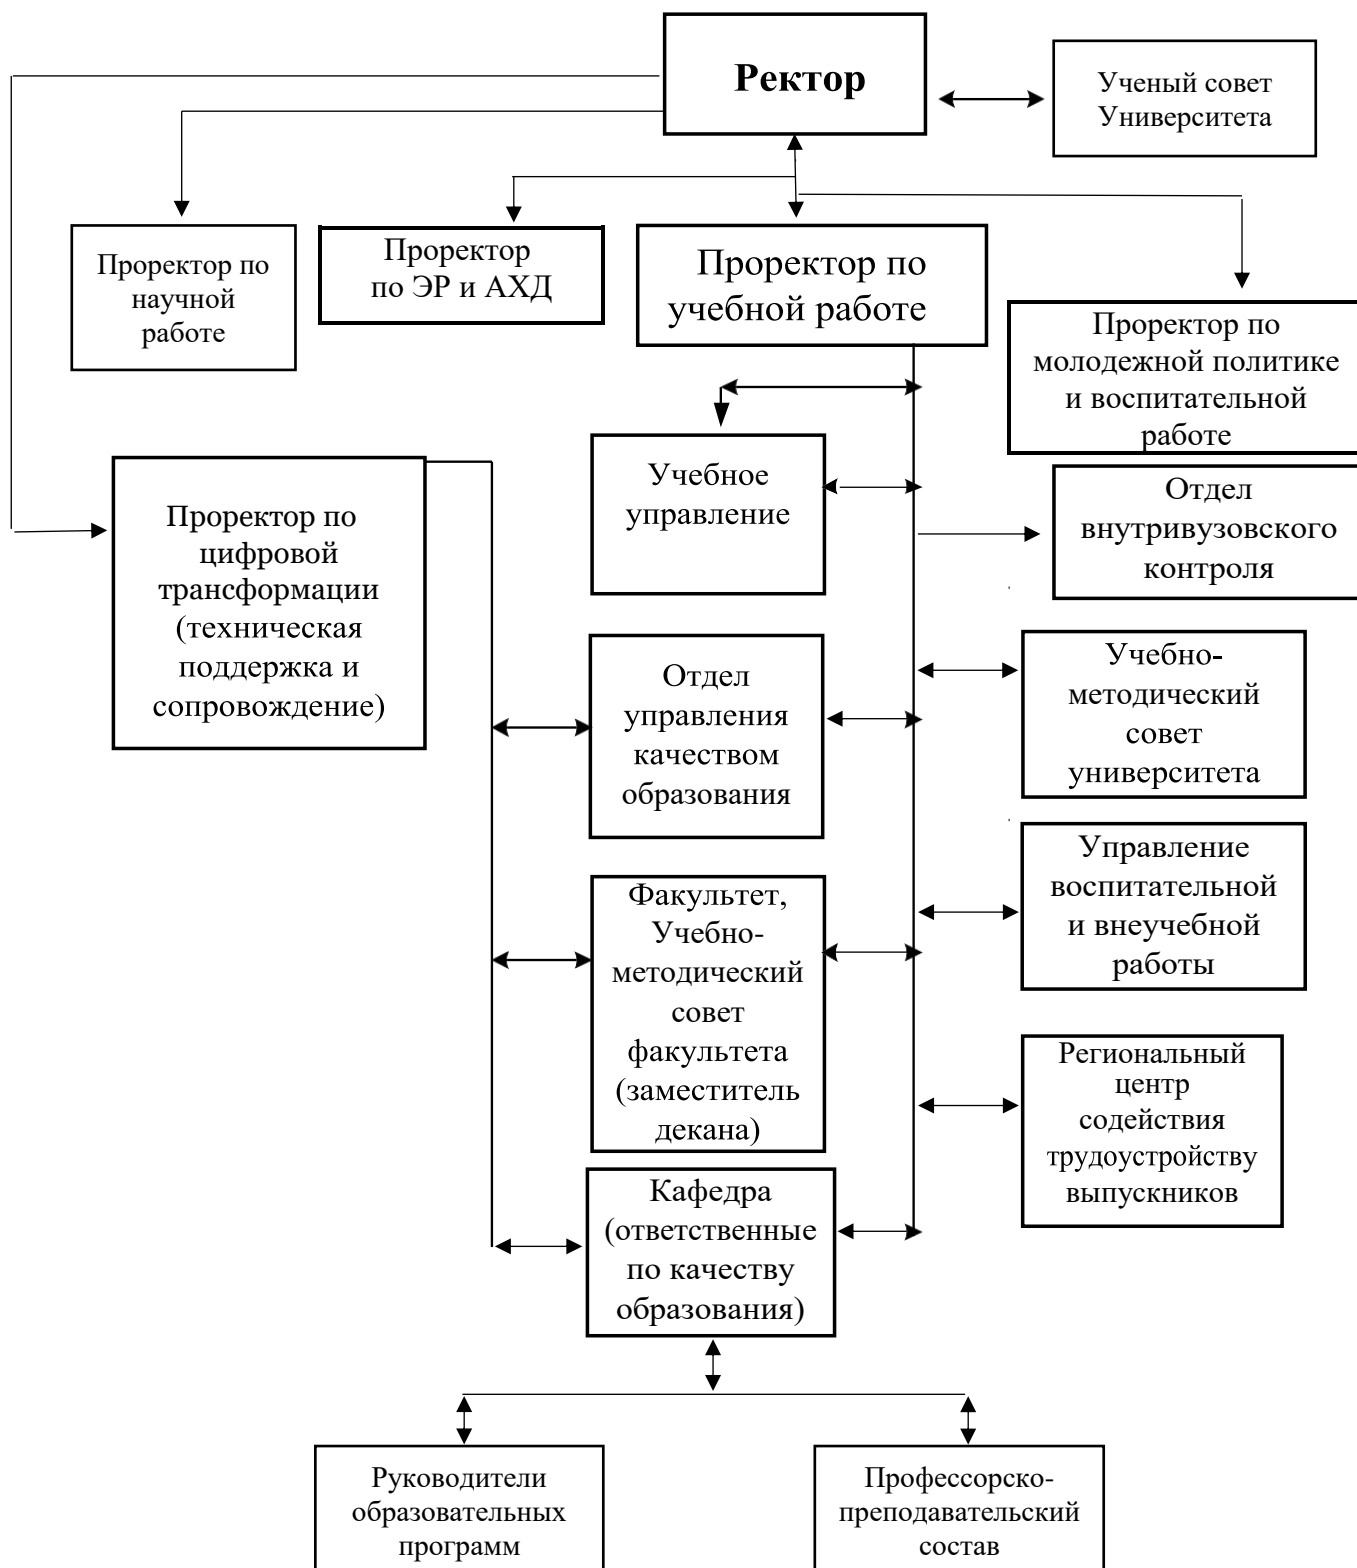 Ректор
Ученый совет
Университета
Проректор по
научной
работе
Проректор
по ЭР и АХД
Проректор по
учебной работе
Проректор по
молодежной политике
и воспитательной
работе
Проректор по
цифровой
трансформации
(техническая
поддержка и
сопровождение)
Учебное
управление
Отдел
внутривузовского
контроля
Отдел
управления
качеством
образования
Учебно-
методический
совет
университета
Факультет,
Учебно-
методический
совет
факультета
(заместитель
декана)
Управление
воспитательной
и внеучебной
работы
Региональный
центр
содействия
трудоустройству
выпускников
Кафедра
(ответственные
по качеству
образования)
Руководители
образовательных
программ
Профессорско-
преподавательский
состав